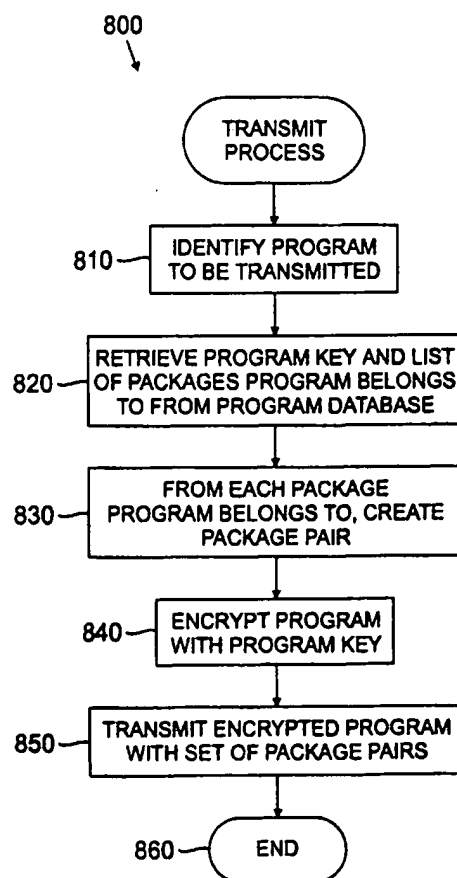 800
TRANSMIT
PROCESS
810
IDENTIFY PROGRAM
TO BE TRANSMITTED
820
RETRIEVE PROGRAM KEY AND LIST
OF PACKAGES PROGRAM BELONGS
TO FROM PROGRAM DATABASE
830
FROM EACH PACKAGE
PROGRAM BELONGS TO, CREATE
PACKAGE PAIR
840
ENCRYPT PROGRAM
WITH PROGRAM KEY
850
TRANSMIT ENCRYPTED PROGRAM
WITH SET OF PACKAGE PAIRS
860
END